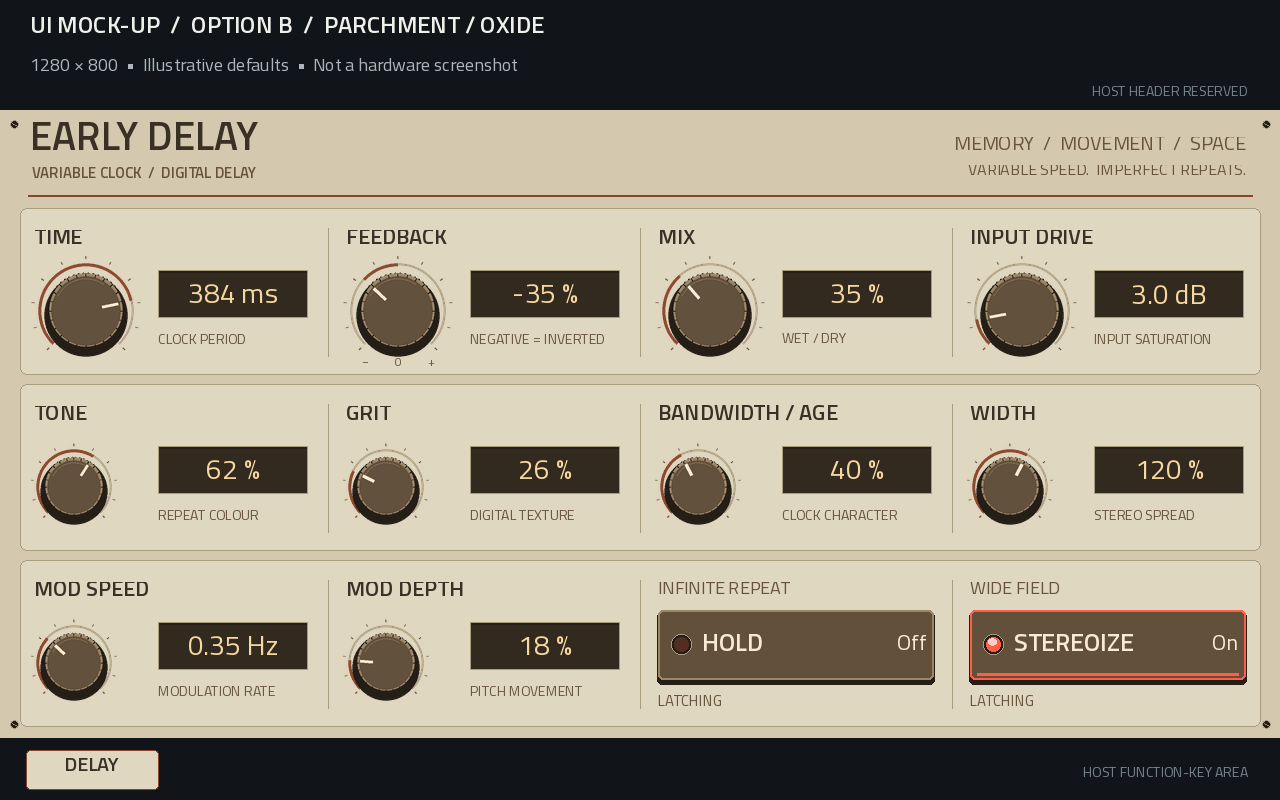 UI MOCK-UP / OPTION B / PARCHMENT / OXIDE
1280 × 800 ▪ Illustrative defaults ▪ Not a hardware screenshot
HOST HEADER RESERVED
EARLY DELAY
MEMORY / MOVEMENT / SPACE
VARIABLE CLOCK / DIGITAL DELAY
VARIABLE SPEED. IMPERFECT REPEATS.
TIME
384 ms
CLOCK PERIOD
FEEDBACK
-35 %
NEGATIVE = INVERTED
− 0 +
MIX
35 %
WET / DRY
INPUT DRIVE
3.0 dB
INPUT SATURATION
TONE
62 %
REPEAT COLOUR
GRIT
26 %
DIGITAL TEXTURE
BANDWIDTH / AGE
40 %
CLOCK CHARACTER
WIDTH
120 %
STEREO SPREAD
MOD SPEED
0.35 Hz
MODULATION RATE
MOD DEPTH
18 %
PITCH MOVEMENT
INFINITE REPEAT
HOLD Off
LATCHING
WIDE FIELD
STEREOIZE On
LATCHING
DELAY
HOST FUNCTION-KEY AREA